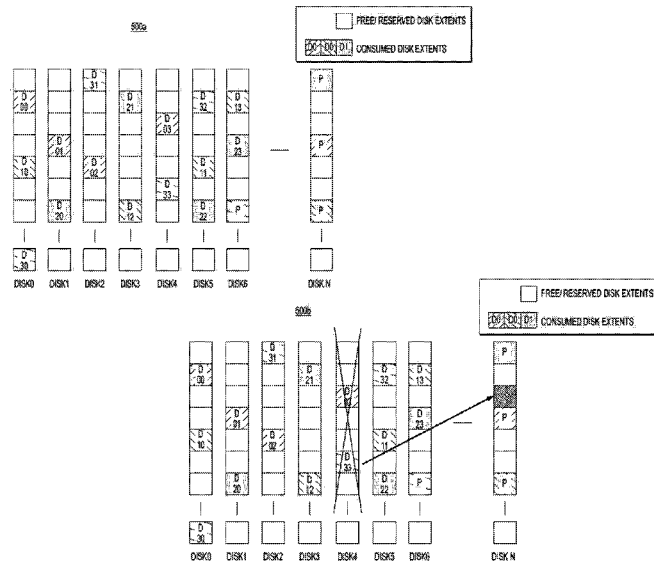 500a
FREE/ RESERVED DISK EXTENTS
D0 D0 D1 CONSUMED DISK EXTENTS
D 31
P
D 00
D 21
D 32
D 13
D 03
D 01
D 23
P
D 10
D 02
D 11
D 33
D 20
D 12
D 22
P
P
D 30
DISK0 DISK1 DISK2 DISK3 DISK4 DISK5 DISK6 DISK N
500b
FREE/ RESERVED DISK EXTENTS
D0 D0 D1 CONSUMED DISK EXTENTS
D 31
P
D 00
D 21
D 32
D 13
D 01
D 23
P
D 10
D 02
D 11
D 33
D 20
D 12
D 22
P
P
D 30
DISK0 DISK1 DISK2 DISK3 DISK4 DISK5 DISK6 DISK N